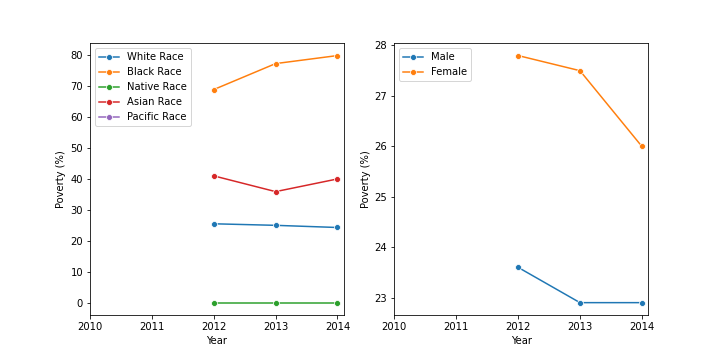 White Race
Black Race
Native Race
Asian Race
Pacific Race
Poverty (%)
80
70
60
50
40
30
20
10
0
2010 2011 2012 2013 2014
Year
Male
Female
Poverty (%)
28
27
26
25
24
23
2010 2011 2012 2013 2014
Year